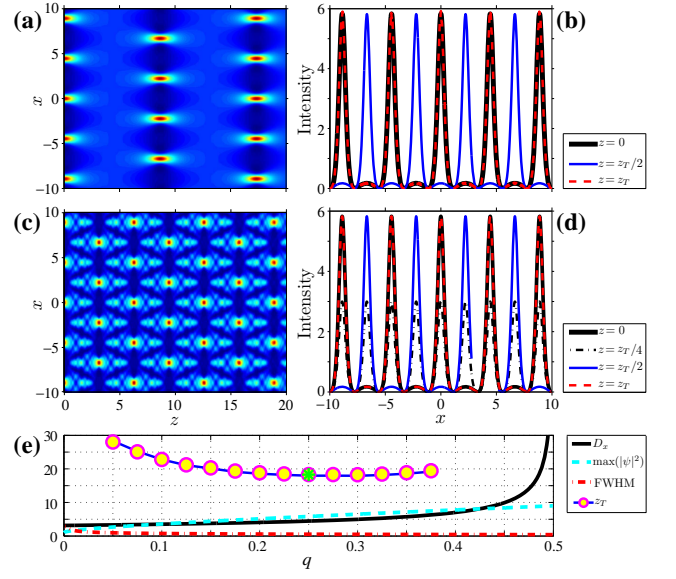 (a)
10
5
0
−5
−10
x
(b)
6
4
2
0
Intensity
z = 0
z = z_T/2
z = z_T
(c)
10
5
0
−5
−10
x
0 5 10 15 20
z
(d)
6
4
2
0
Intensity
−10 −5 0 5 10
x
z = 0
z = z_T/4
z = z_T/2
z = z_T
(e)
30
25
20
15
10
5
0
0 0.1 0.2 0.3 0.4 0.5
q
D_x
max(|ψ|²)
FWHM
z_T